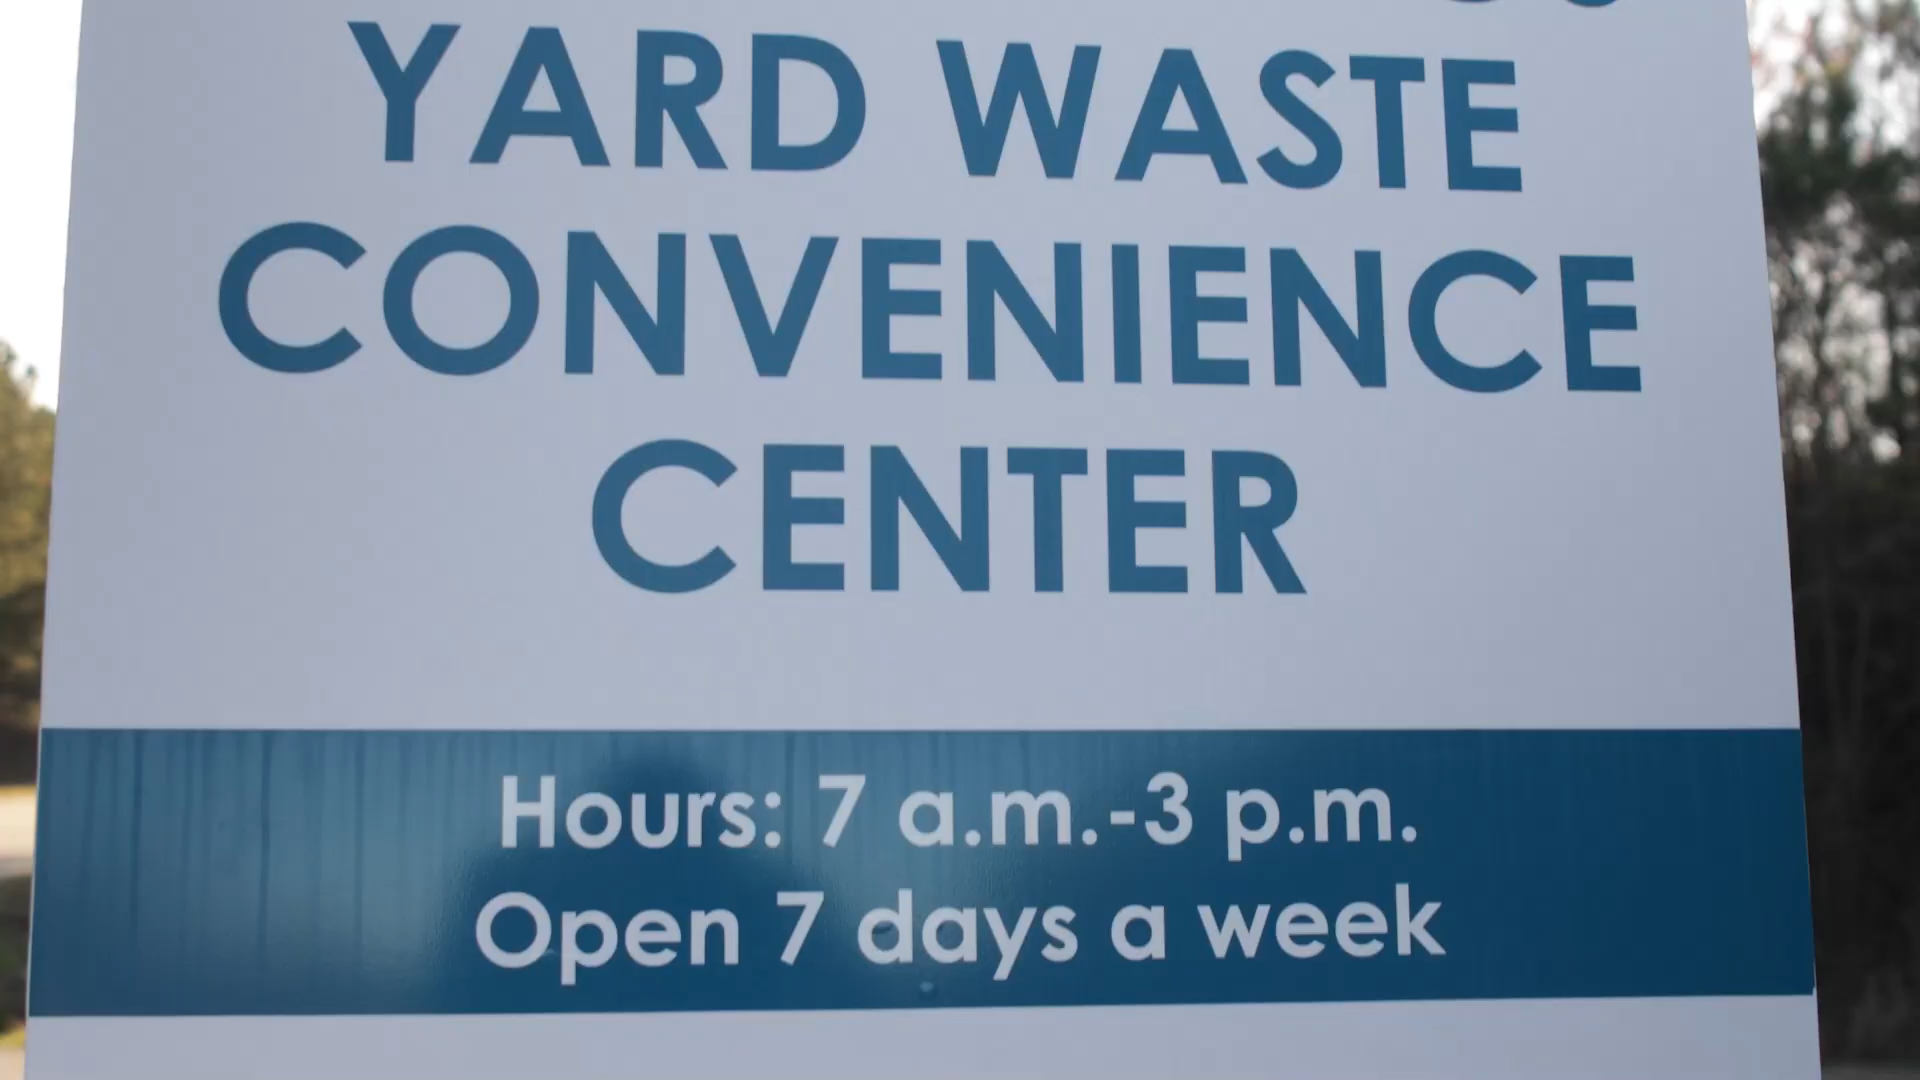 YARD WASTE
CONVENIENCE
CENTER
Hours: 7 a.m.-3 p.m.
Open 7 days a week